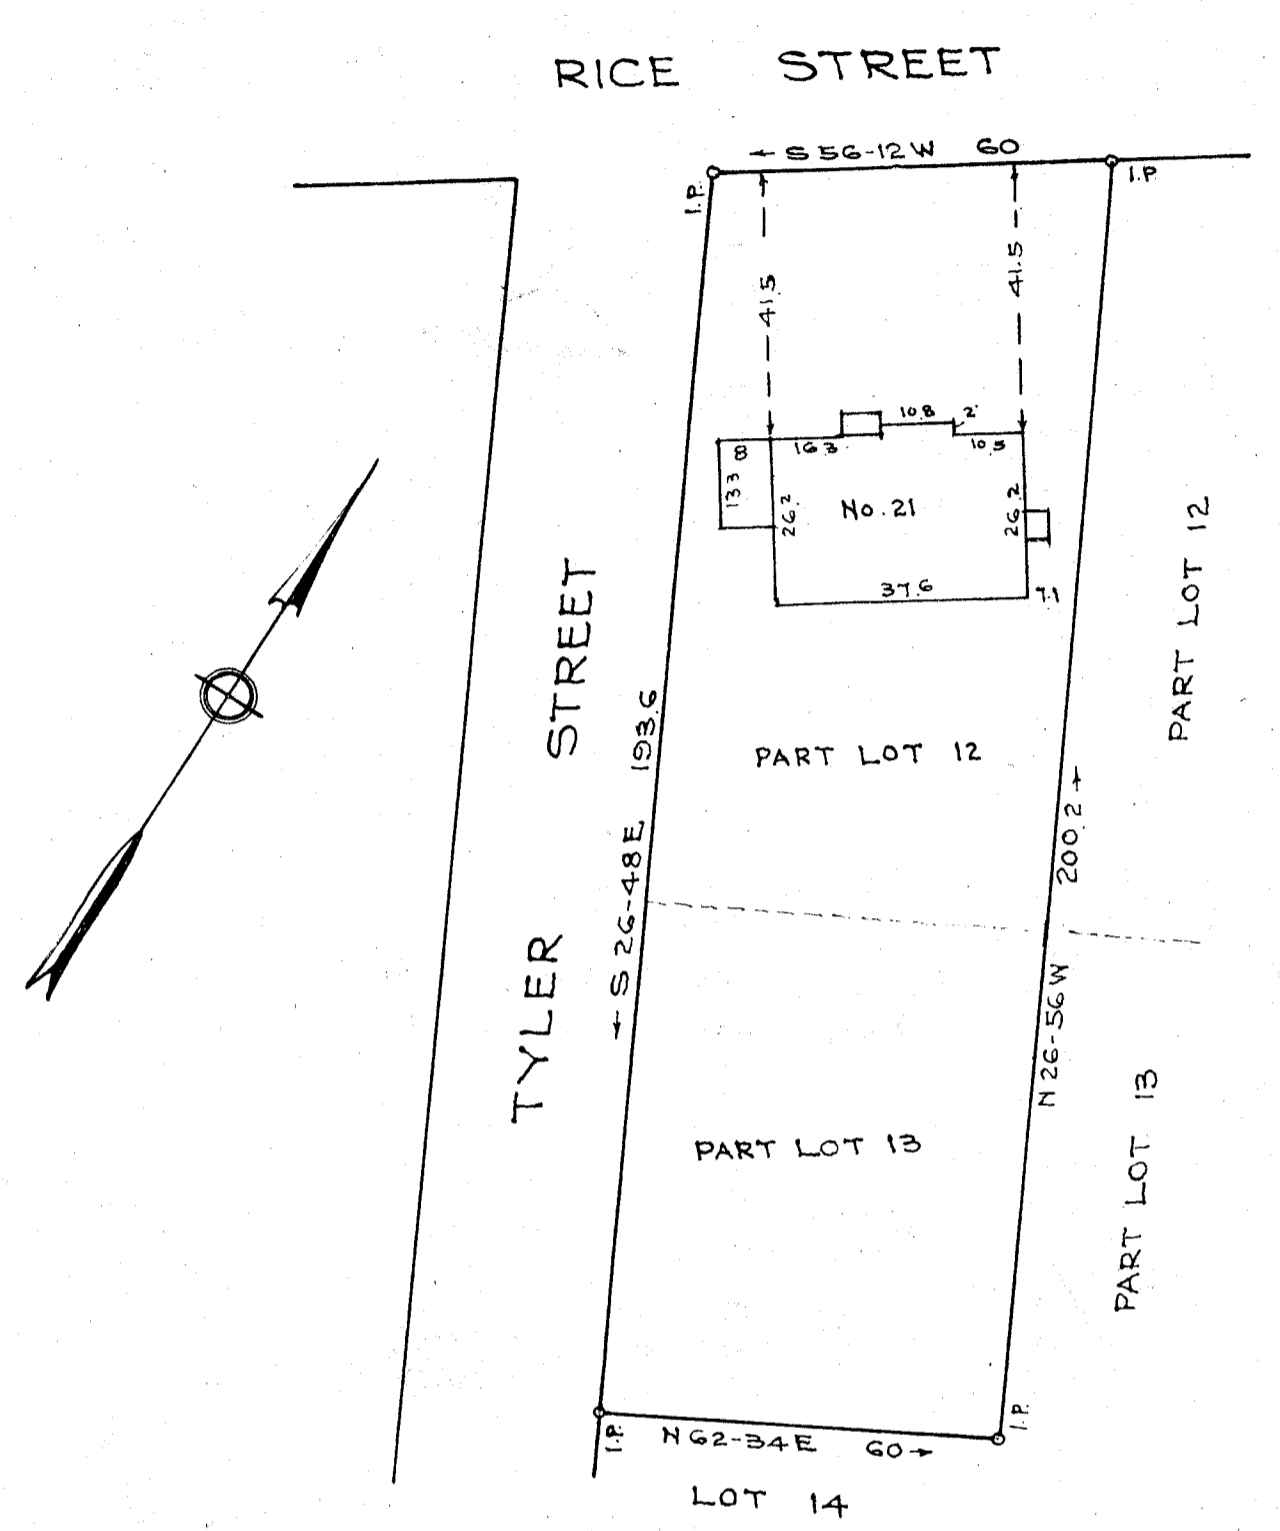 RICE STREET
← S 56-12 W 60
I.P.
I.P.
41.5
41.5
10.8
2'
16.3
10.5
8
13.3
26.2
No. 21
26.2
37.6
7.1
TYLER STREET
← S 26-48 E 193.6
PART LOT 12
PART LOT 12
N 26-56 W 200.2 →
PART LOT 13
PART LOT 13
I.P.
N 62-34 E 60 →
I.P.
LOT 14